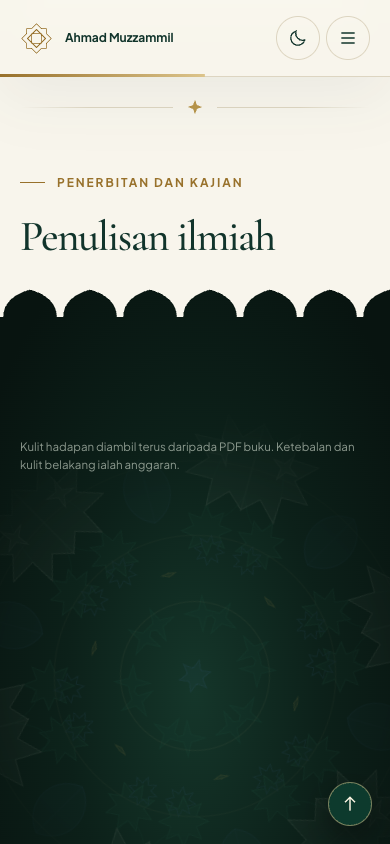 Ahmad Muzzammil
PENERBITAN DAN KAJIAN
Penulisan ilmiah
Kulit hadapan diambil terus daripada PDF buku. Ketebalan dan
kulit belakang ialah anggaran.